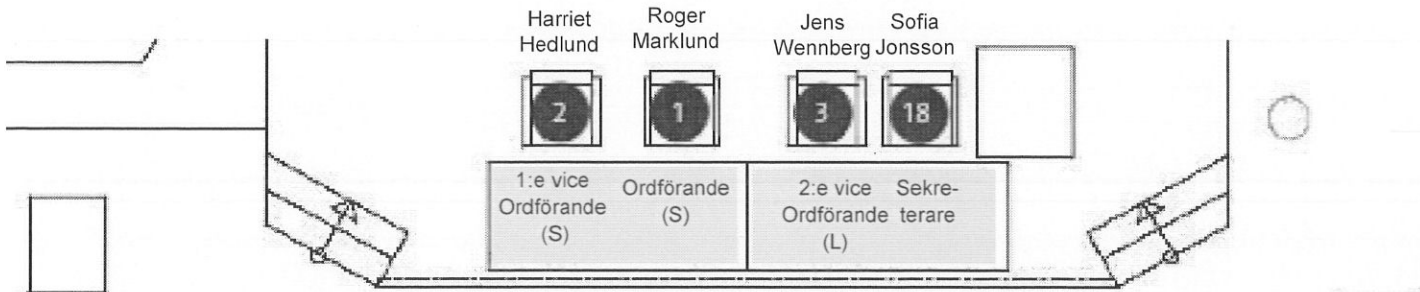 Harriet
Hedlund
Roger
Marklund
Jens
Wennberg
Sofia
Jonsson
2
1
3
18
1:e vice
Ordförande
(S)
Ordförande
(S)
2:e vice
Ordförande
(L)
Sekre-
terare